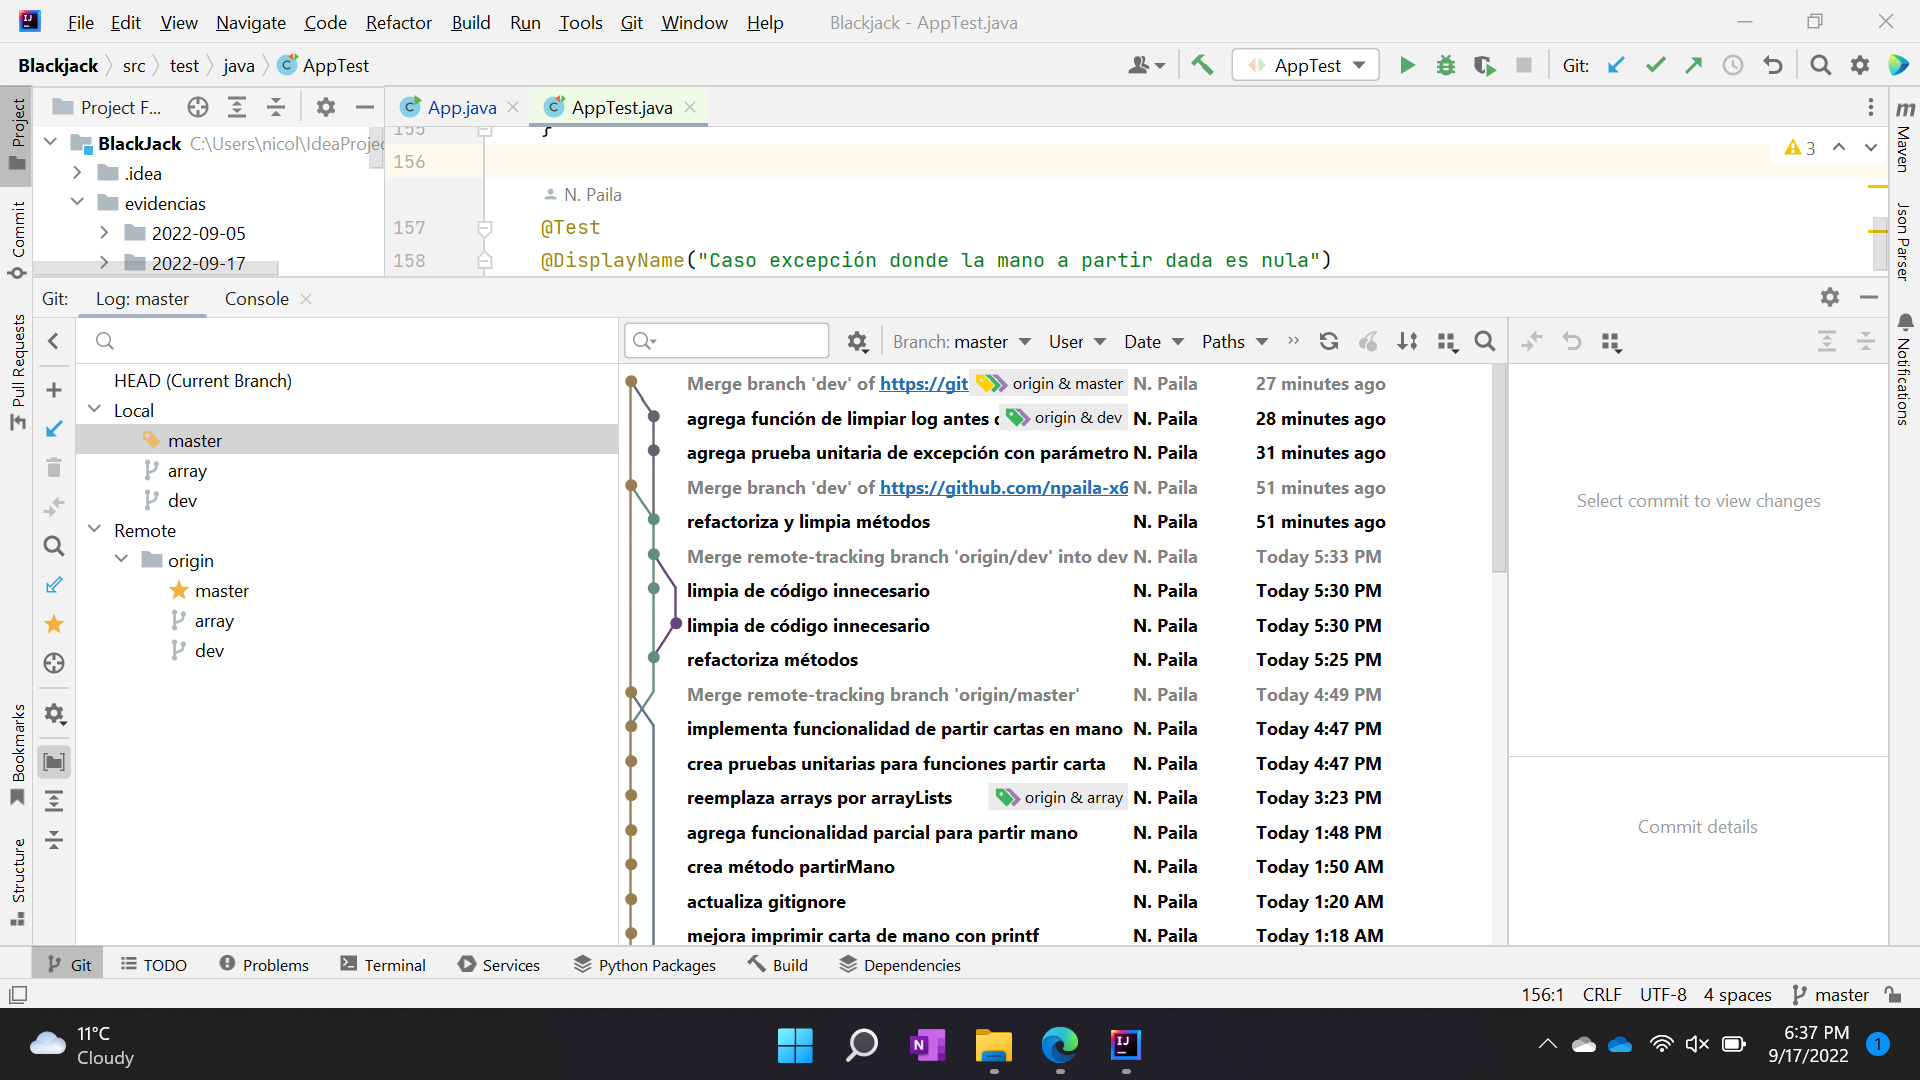 File Edit View Navigate Code Refactor Build Run Tools Git Window Help Blackjack - AppTest.java
Blackjack src test java AppTest
AppTest
Git:
Project F...
App.java
AppTest.java
BlackJack C:\Users\nicol\IdeaProjec
.idea
evidencias
2022-09-05
2022-09-17
155 }
156
3
N. Paila
157 @Test
158 @DisplayName("Caso excepción donde la mano a partir dada es nula")
Project
Commit
Pull Requests
Bookmarks
Structure
Maven
Json Parser
Notifications
Git: Log: master Console
Branch: master User Date Paths
HEAD (Current Branch)
Local
master
array
dev
Remote
origin
master
array
dev
Merge branch 'dev' of https://git origin & master N. Paila 27 minutes ago
agrega función de limpiar log antes origin & dev N. Paila 28 minutes ago
agrega prueba unitaria de excepción con parámetro N. Paila 31 minutes ago
Merge branch 'dev' of https://github.com/npaila-x6 N. Paila 51 minutes ago
refactoriza y limpia métodos N. Paila 51 minutes ago
Merge remote-tracking branch 'origin/dev' into dev N. Paila Today 5:33 PM
limpia de código innecesario N. Paila Today 5:30 PM
limpia de código innecesario N. Paila Today 5:30 PM
refactoriza métodos N. Paila Today 5:25 PM
Merge remote-tracking branch 'origin/master' N. Paila Today 4:49 PM
implementa funcionalidad de partir cartas en mano N. Paila Today 4:47 PM
crea pruebas unitarias para funciones partir carta N. Paila Today 4:47 PM
reemplaza arrays por arrayLists origin & array N. Paila Today 3:23 PM
agrega funcionalidad parcial para partir mano N. Paila Today 1:48 PM
crea método partirMano N. Paila Today 1:50 AM
actualiza gitignore N. Paila Today 1:20 AM
mejora imprimir carta de mano con printf N. Paila Today 1:18 AM
Select commit to view changes
Commit details
Git TODO Problems Terminal Services Python Packages Build Dependencies
156:1 CRLF UTF-8 4 spaces master
11°C
Cloudy
6:37 PM
9/17/2022
1